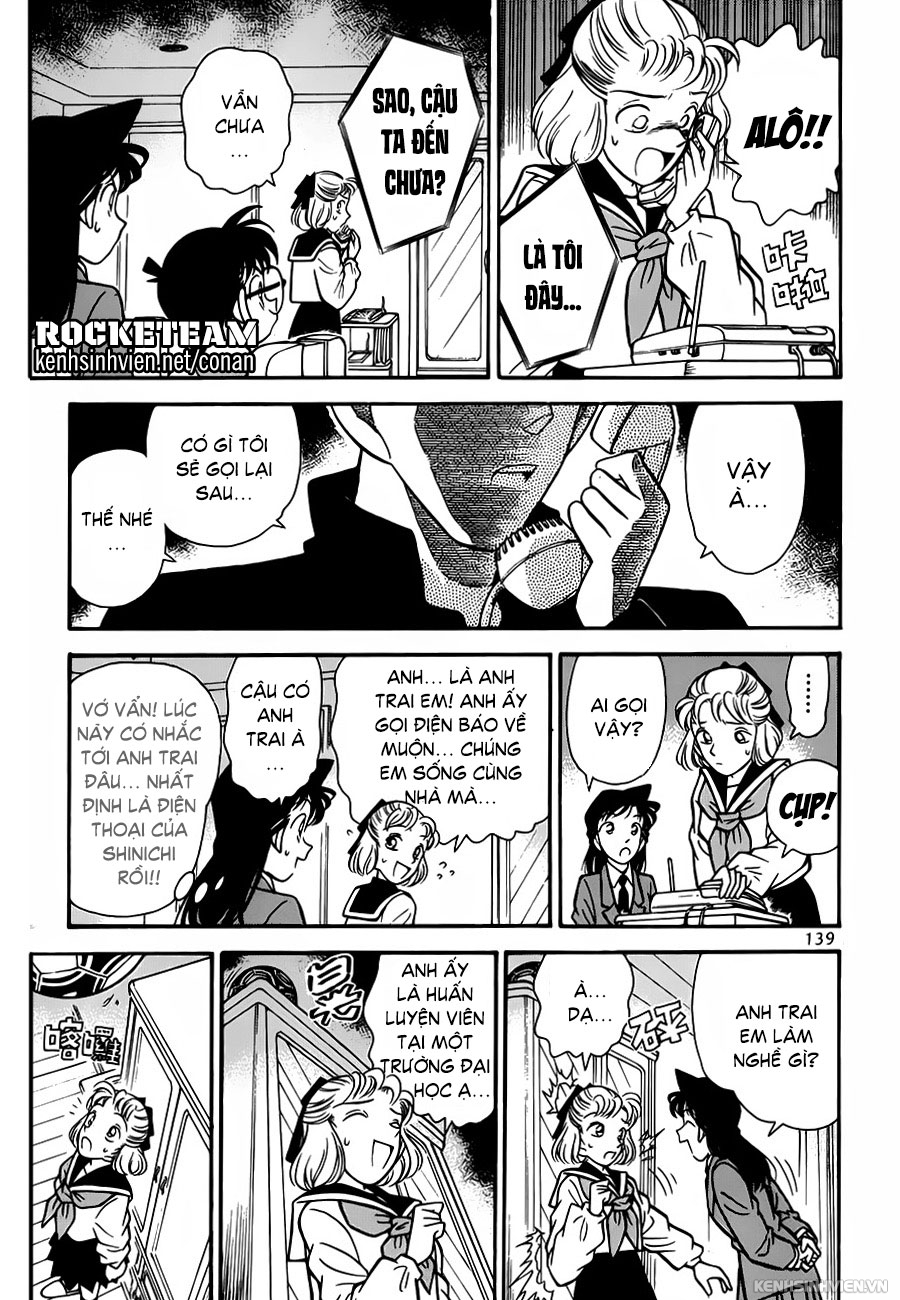 ALÔ!!
咔
啦
LÀ TÔI
ĐÂY...
SAO, CẬU
TA ĐẾN
CHƯA?
VẪN
CHƯA
...
ROCKETEAM
kenhsinhvien.net/conan
VẬY
À...
CÓ GÌ TÔI
SẼ GỌI LẠI
SAU...
THẾ NHÉ
...
........
CỤP!
AI GỌI
VẬY?
ANH... LÀ ANH
TRAI EM! ANH ẤY
GỌI ĐIỆN BÁO VỀ
MUỘN... CHÚNG
EM SỐNG CÙNG
NHÀ MÀ...
CẬU CÓ
ANH
TRAI À
...
VỚ VẨN! LÚC
NÃY CÓ NHẮC
TỚI ANH TRAI
ĐÂU... NHẤT
ĐỊNH LÀ ĐIỆN
THOẠI CỦA
SHINICHI
RỒI!!
139
ANH TRAI
EM LÀM
NGHỀ GÌ?
À...
DẠ...
砰
ANH ẤY
LÀ HUẤN
LUYỆN VIÊN
TẠI MỘT
TRƯỜNG ĐẠI
HỌC Ạ...
KENHSINHVIEN.VN